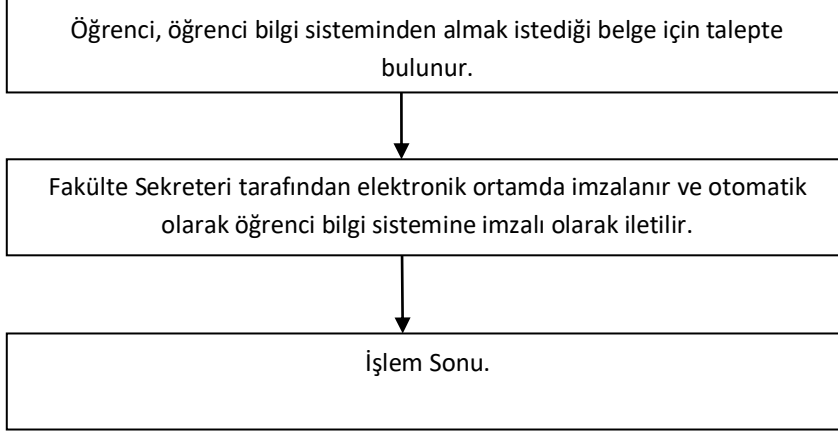 Öğrenci, öğrenci bilgi sisteminden almak istediği belge için talepte
bulunur.
Fakülte Sekreteri tarafından elektronik ortamda imzalanır ve otomatik
olarak öğrenci bilgi sistemine imzalı olarak iletilir.
İşlem Sonu.